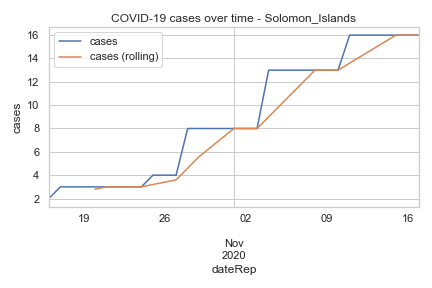 COVID-19 cases over time - Solomon_Islands
cases
cases (rolling)
16
14
12
10
8
6
4
2
cases
19
26
02
09
16
Nov
2020
dateRep